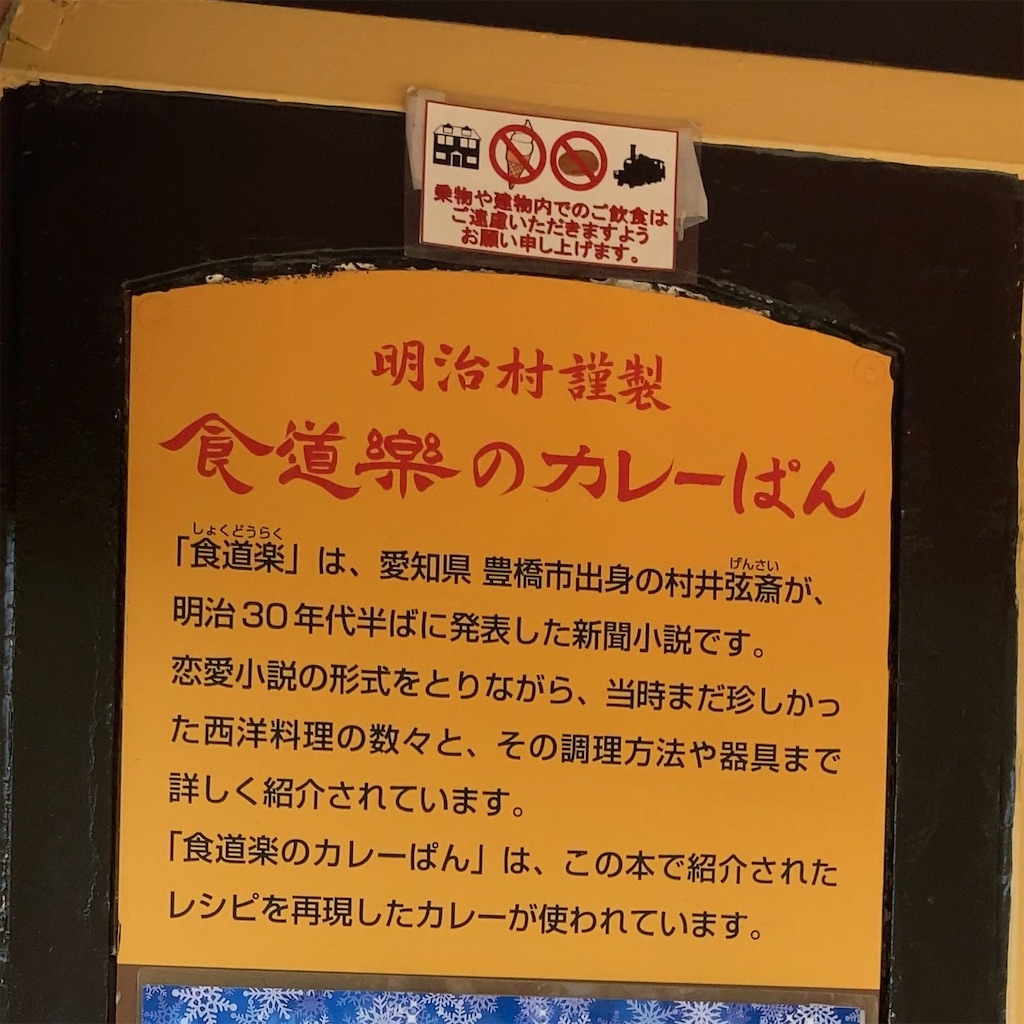 乗物や建物内でのご飲食は
ご遠慮いただきますよう
お願い申し上げます。
明治村謹製
食道樂のカレーぱん
しょくどうらく
げんさい
「食道楽」は、愛知県 豊橋市出身の村井弦斎が、
明治30年代半ばに発表した新聞小説です。
恋愛小説の形式をとりながら、当時まだ珍しかっ
た西洋料理の数々と、その調理方法や器具まで
詳しく紹介されています。
「食道楽のカレーぱん」は、この本で紹介された
レシピを再現したカレーが使われています。